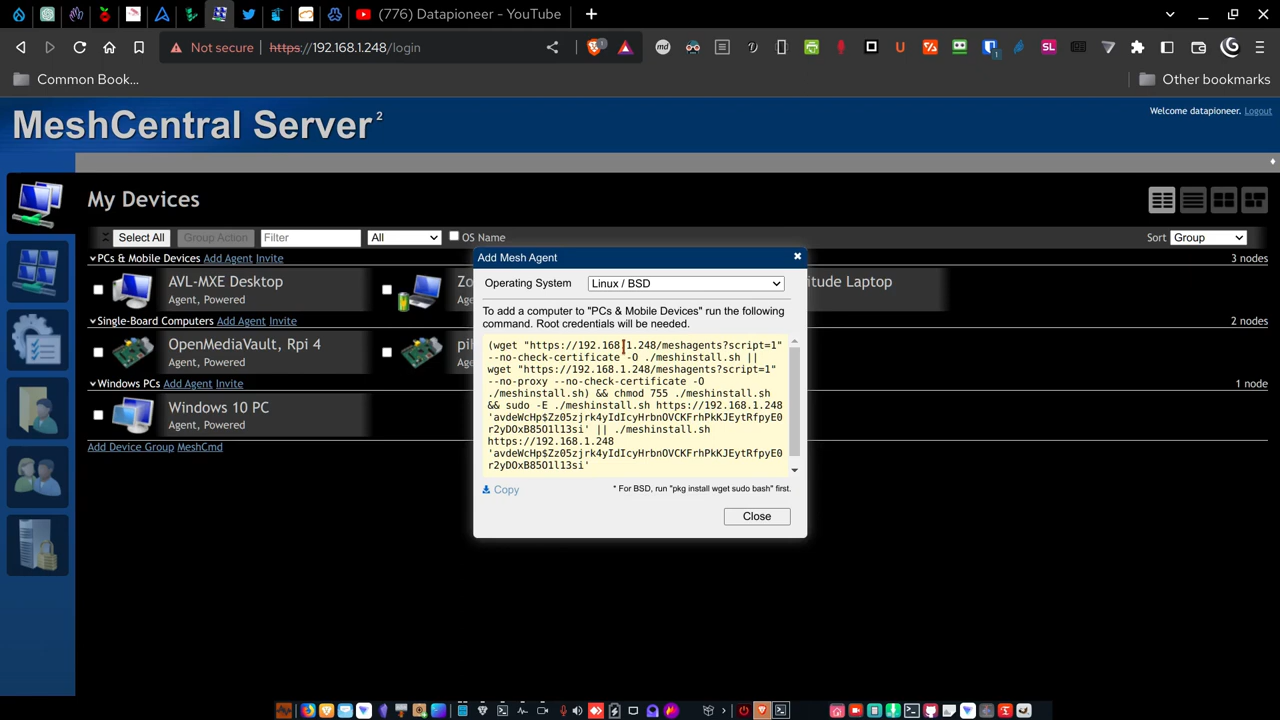 (776) Datapioneer - YouTube
Not secure
https://192.168.1.248/login
Common Book...
Other bookmarks
MeshCentral Server 2
Welcome datapioneer. Logout
My Devices
Select All
Group Action
Filter
All
OS Name
Sort
Group
PCs & Mobile Devices Add Agent Invite
3 nodes
AVL-MXE Desktop
Agent, Powered
Zo
Agent
itude Laptop
Single-Board Computers Add Agent Invite
2 nodes
OpenMediaVault, Rpi 4
Agent, Powered
pih
Agent
Windows PCs Add Agent Invite
1 node
Windows 10 PC
Agent, Powered
Add Device Group MeshCmd
Add Mesh Agent
Operating System
Linux / BSD
To add a computer to "PCs & Mobile Devices" run the following
command. Root credentials will be needed.
(wget "https://192.168.1.248/meshagents?script=1"
--no-check-certificate -O ./meshinstall.sh ||
wget "https://192.168.1.248/meshagents?script=1"
--no-proxy --no-check-certificate -O
./meshinstall.sh) && chmod 755 ./meshinstall.sh
&& sudo -E ./meshinstall.sh https://192.168.1.248
'avdeWcHp$Zz05zjrk4yIdIcyHrbnOVCKFrhPkKJEytRfpyE0
r2yDOxB85O1l13si' || ./meshinstall.sh
https://192.168.1.248
'avdeWcHp$Zz05zjrk4yIdIcyHrbnOVCKFrhPkKJEytRfpyE0
r2yDOxB85O1l13si'
Copy
* For BSD, run "pkg install wget sudo bash" first.
Close